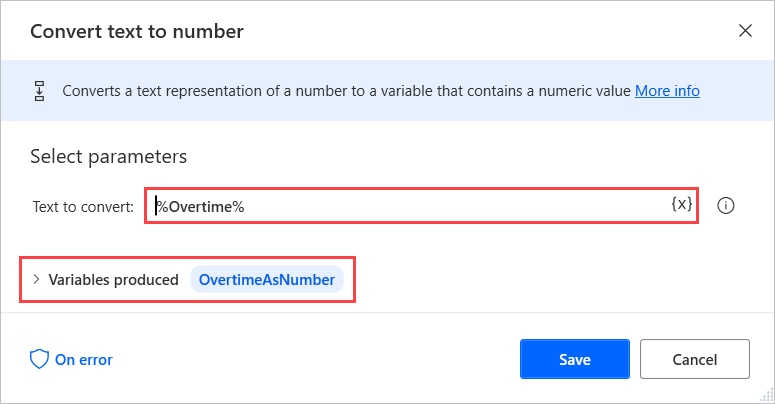 Convert text to number
Converts a text representation of a number to a variable that contains a numeric value More info
Select parameters
Text to convert: %Overtime% {x}
Variables produced OvertimeAsNumber
On error Save Cancel